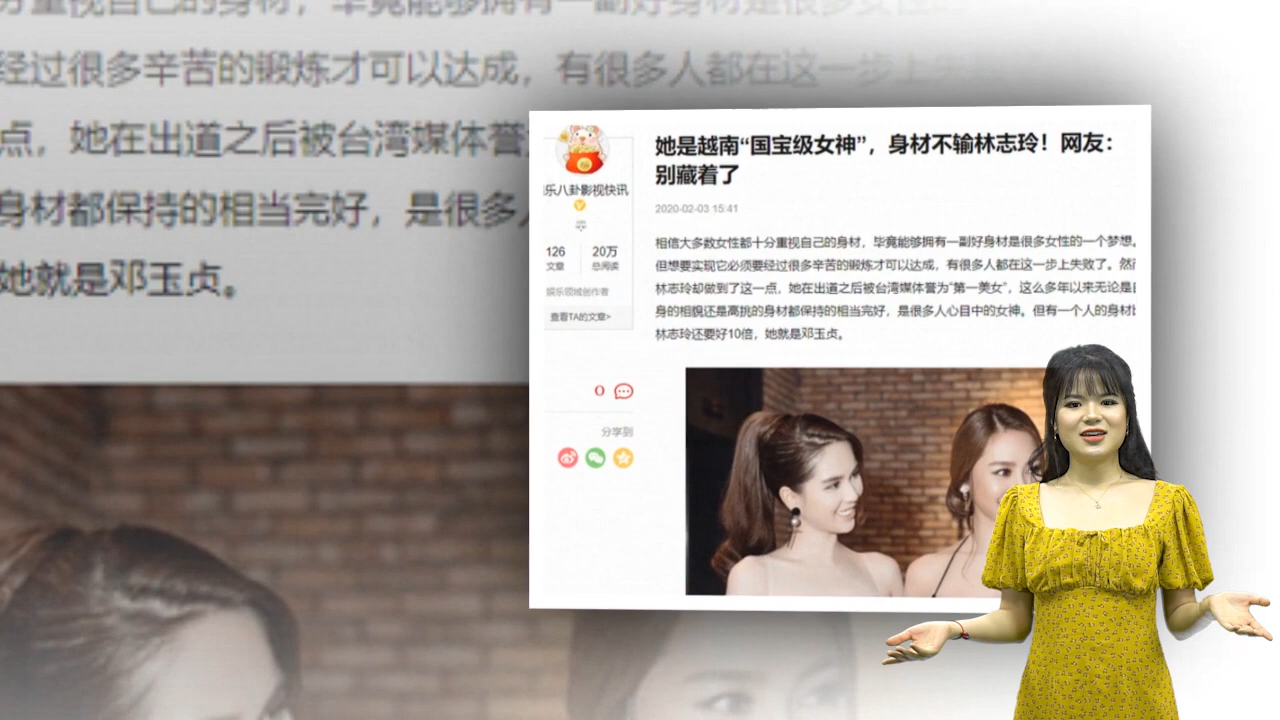 经过很多辛苦的锻炼才可以达成，有很多人都在这一步上失
点，她在出道之后被台湾媒体誉
身材都保持的相当完好，是很多
她就是邓玉贞。
她是越南“国宝级女神”，身材不输林志玲！网友：
别藏着了
2020-02-03 15:41
乐八卦影视快讯
126
20万
文章
总阅读
娱乐领域创作者
查看TA的文章>
相信大多数女性都十分重视自己的身材，毕竟能够拥有一副好身材是很多女性的一个梦想。
但想要实现它必须要经过很多辛苦的锻炼才可以达成，有很多人都在这一步上失败了。然
林志玲却做到了这一点，她在出道之后被台湾媒体誉为“第一美女”，这么多年以来无论是
身的相貌还是高挑的身材都保持的相当完好，是很多人心目中的女神。但有一个人的身材
林志玲还要好10倍，她就是邓玉贞。
0
分享到